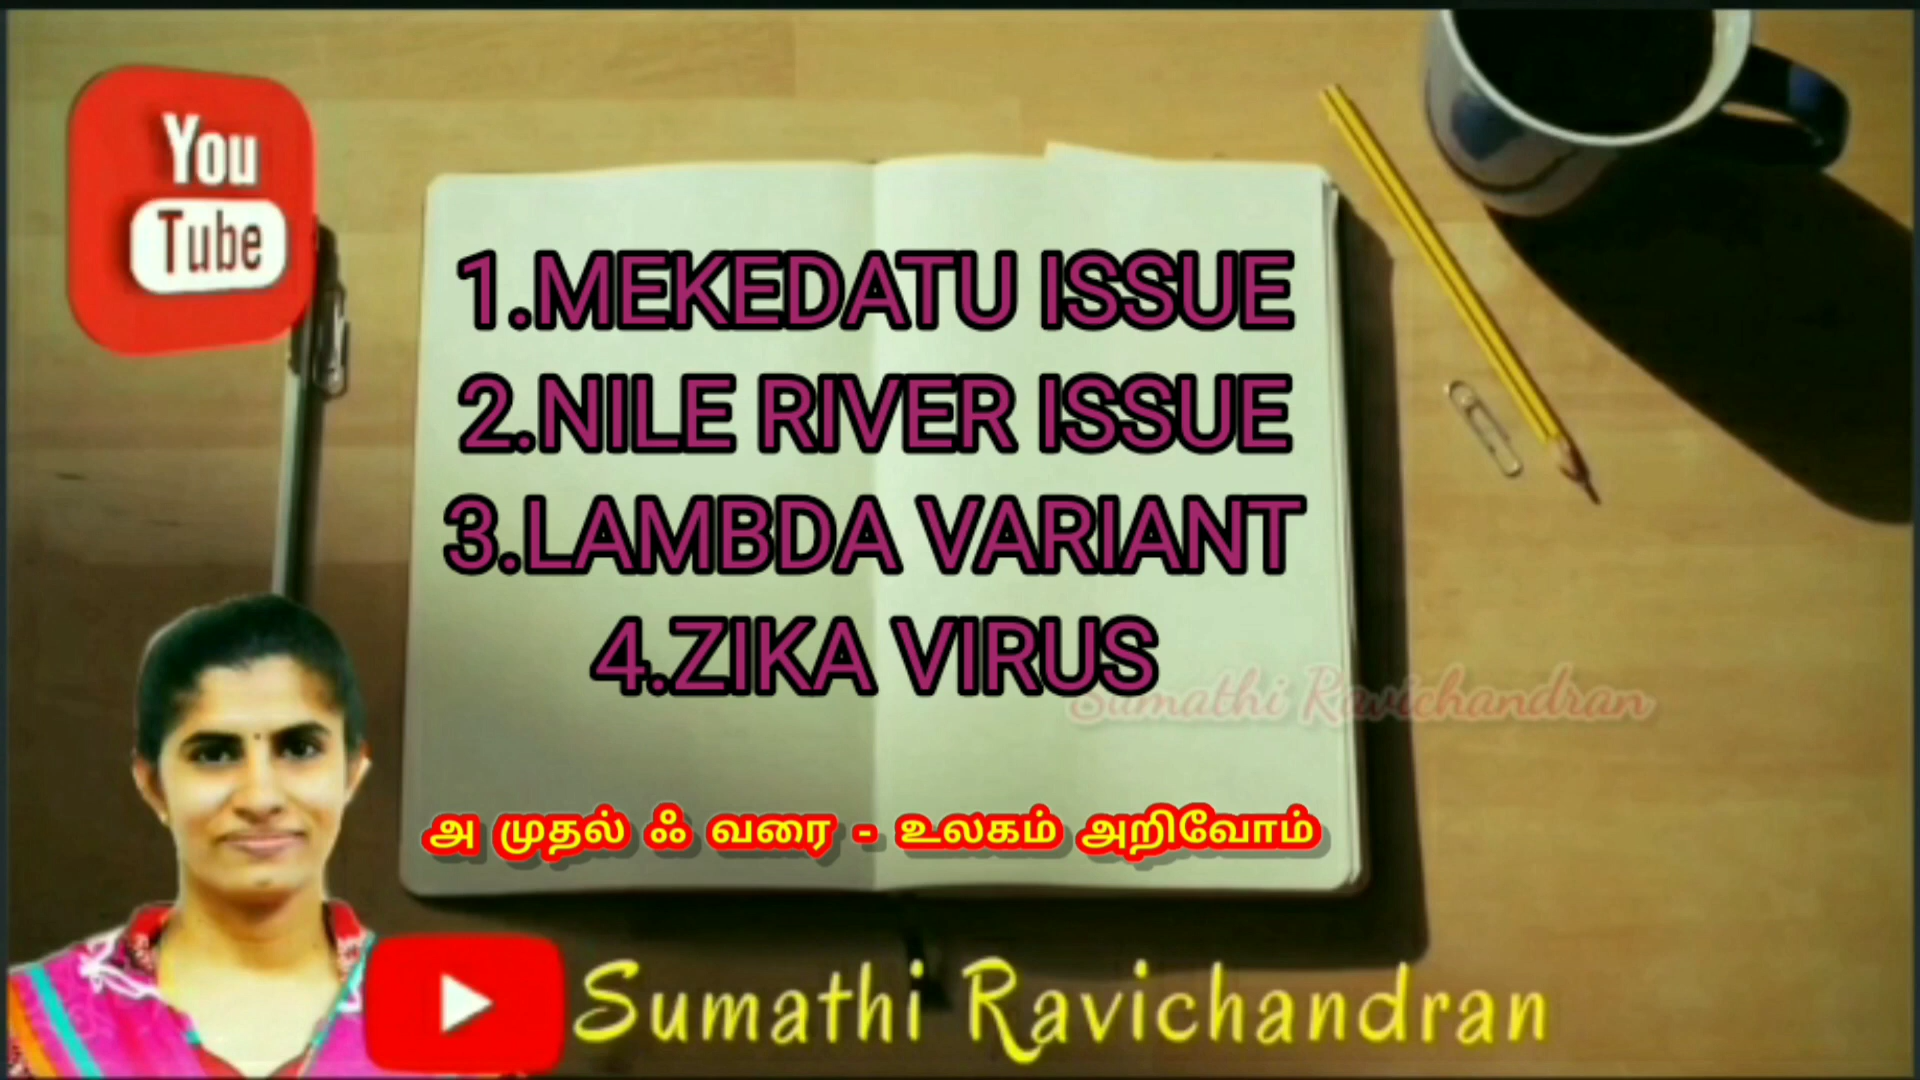 You
Tube
1.MEKEDATU ISSUE
2.NILE RIVER ISSUE
3.LAMBDA VARIANT
4.ZIKA VIRUS
Sumathi Ravichandran
அ முதல் ஃ வரை - உலகம் அறிவோம்
Sumathi Ravichandran